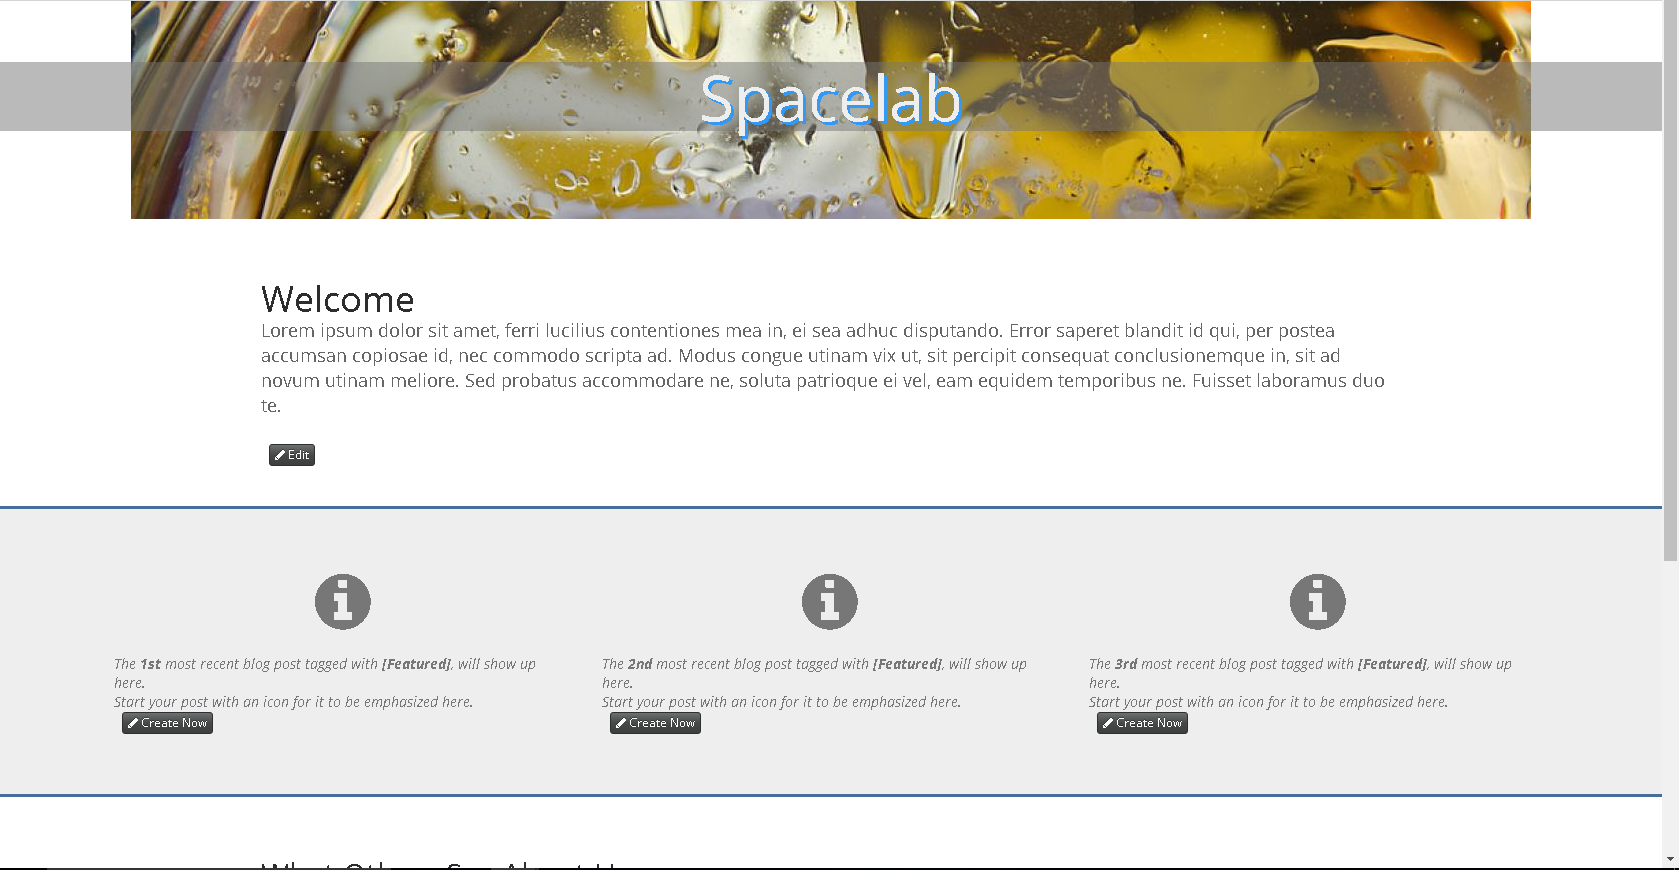 Spacelab
Welcome
Lorem ipsum dolor sit amet, ferri lucilius contentiones mea in, ei sea adhuc disputando. Error saperet blandit id qui, per postea
accumsan copiosae id, nec commodo scripta ad. Modus congue utinam vix ut, sit percipit consequat conclusionemque in, sit ad
novum utinam meliore. Sed probatus accommodare ne, soluta patrioque ei vel, eam equidem temporibus ne. Fuisset laboramus duo
te.
Edit
The 1st most recent blog post tagged with [Featured], will show up
here.
Start your post with an icon for it to be emphasized here.
Create Now
The 2nd most recent blog post tagged with [Featured], will show up
here.
Start your post with an icon for it to be emphasized here.
Create Now
The 3rd most recent blog post tagged with [Featured], will show up
here.
Start your post with an icon for it to be emphasized here.
Create Now